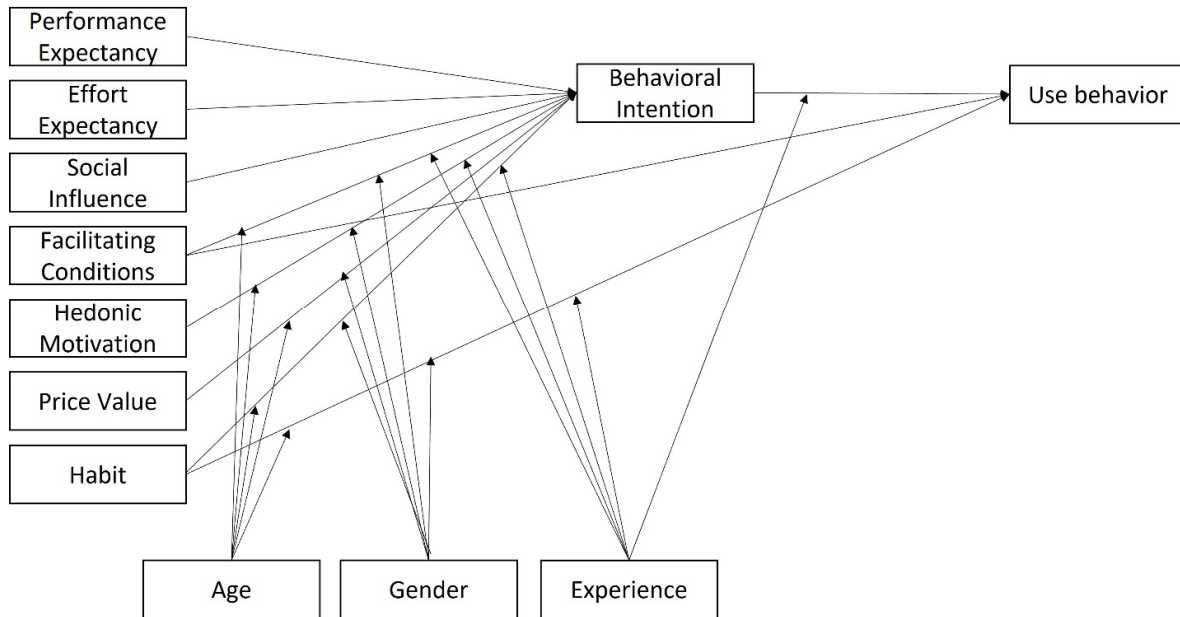 Performance
Expectancy
Effort
Expectancy
Social
Influence
Facilitating
Conditions
Hedonic
Motivation
Price Value
Habit
Behavioral
Intention
Use behavior
Age
Gender
Experience